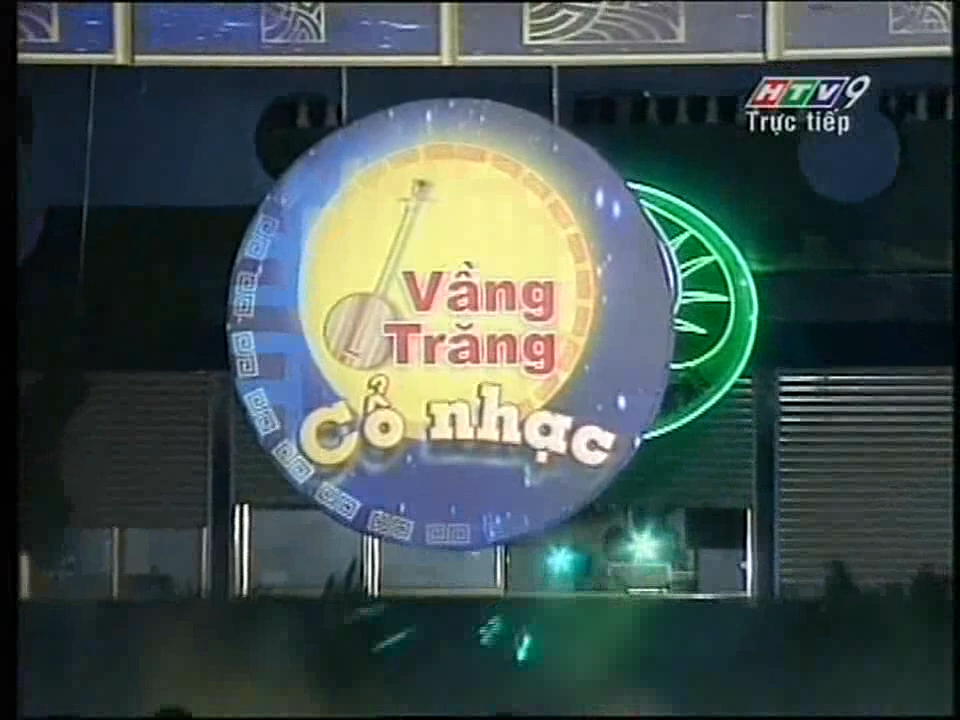 HTV9
Trực tiếp
Vầng
Trăng
Cổ nhạc